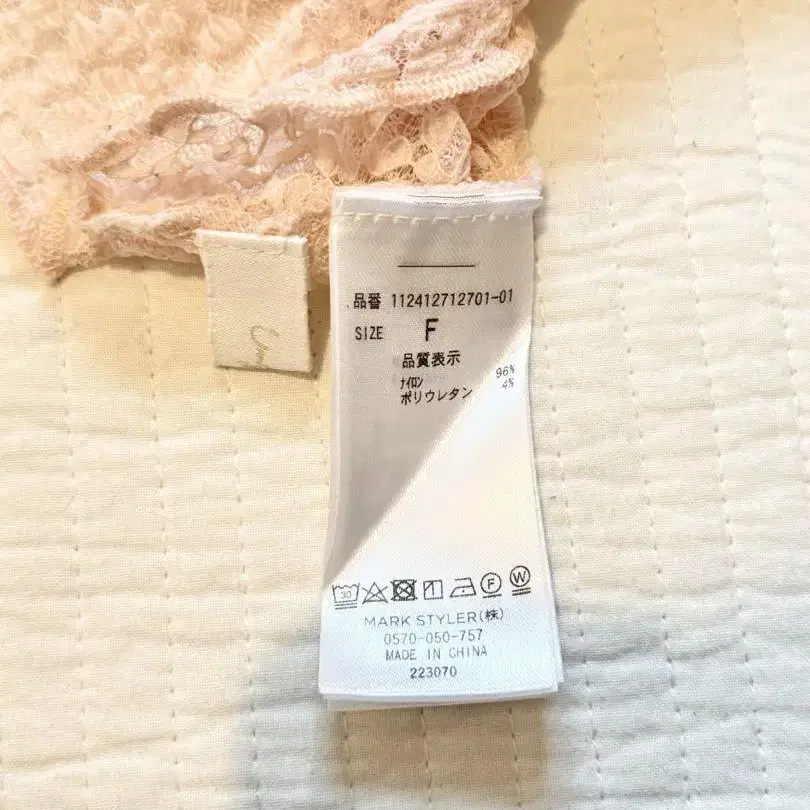 品番 112412712701-01
SIZE F
品質表示
ナイロン 96%
ポリウレタン 4%
30 F W
MARK STYLER(株)
0570-050-757
MADE IN CHINA
223070